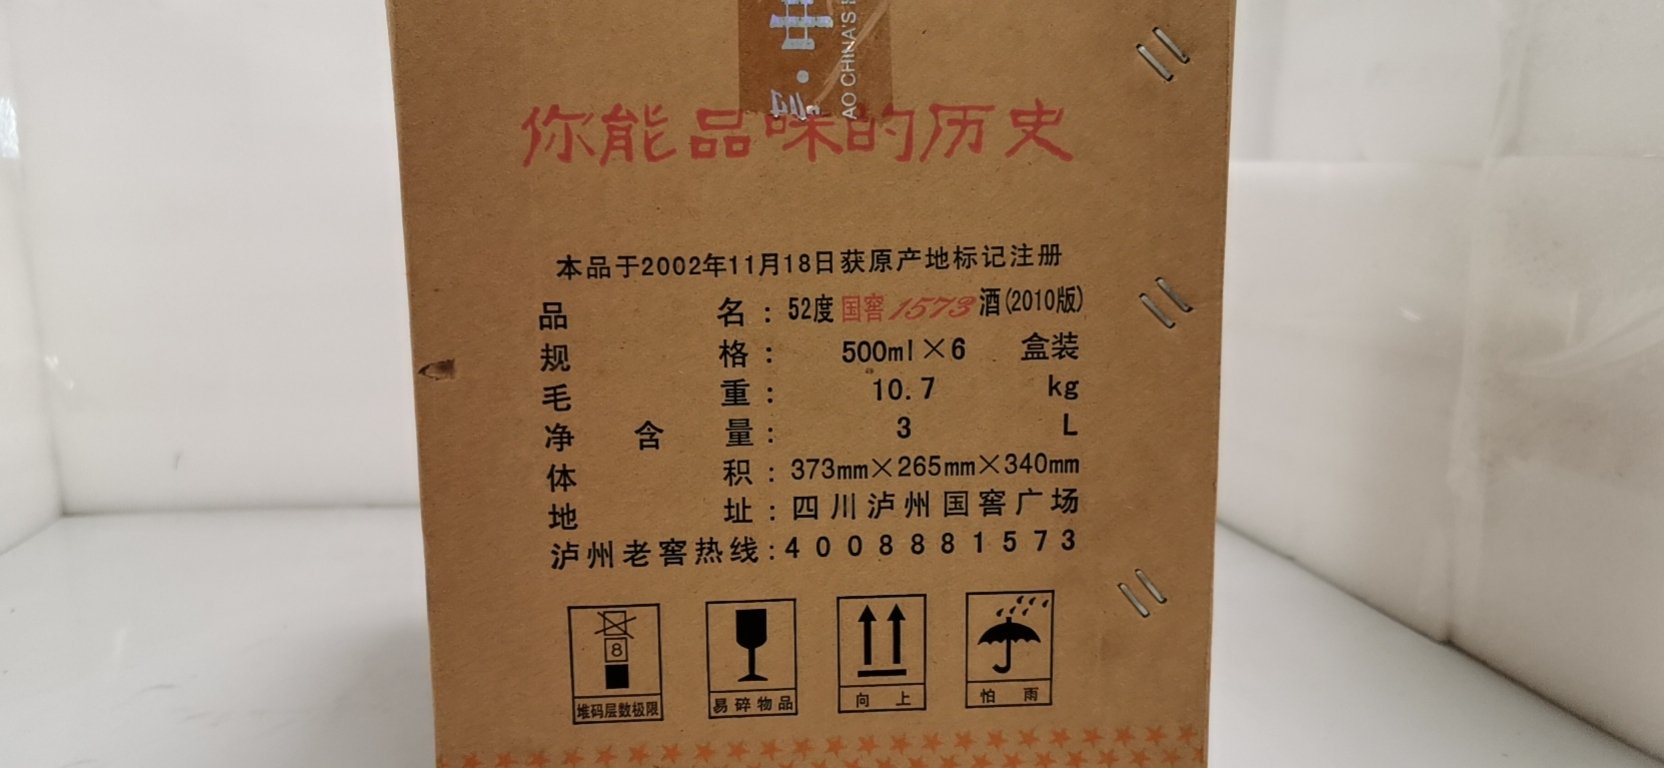 AO CHINA'S
你能品味的历史
本品于2002年11月18日获原产地标记注册
品名：52度国窖1573酒(2010版)
规格：500ml×6 盒装
毛重：10.7 kg
净含量：3 L
体积：373mm×265mm×340mm
地址：四川泸州国窖广场
泸州老窖热线:4008881573
8
堆码层数极限
易碎物品
向上
怕雨